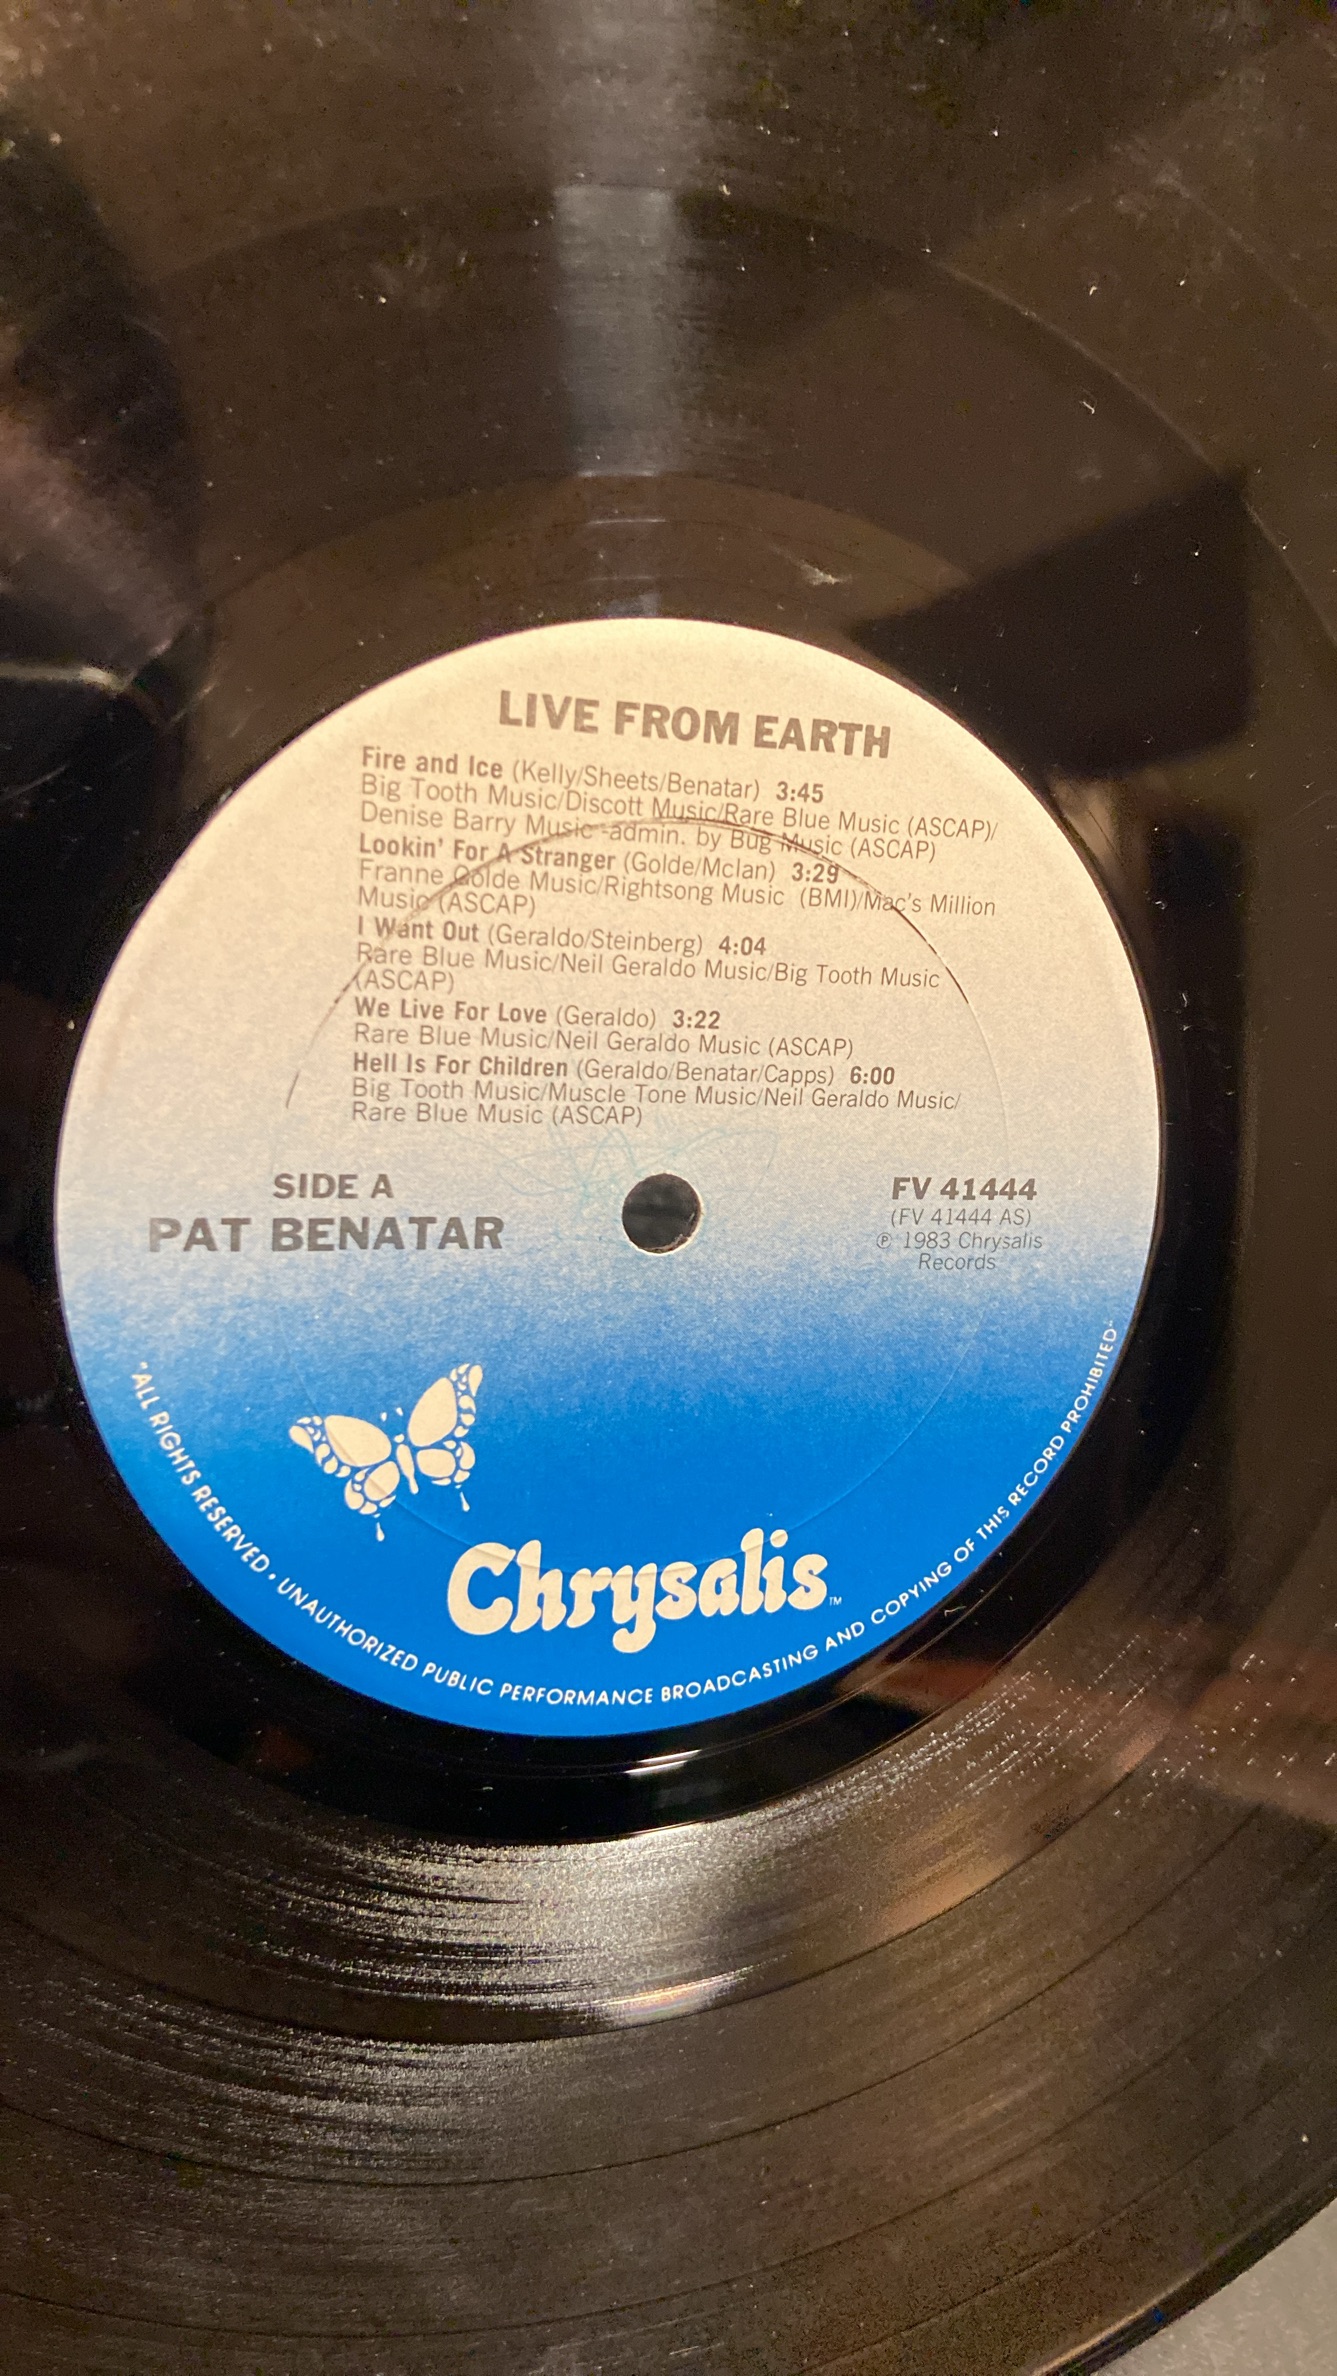 LIVE FROM EARTH
Fire and Ice (Kelly/Sheets/Benatar) 3:45
Big Tooth Music/Discott Music/Rare Blue Music (ASCAP)/
Denise Barry Music -admin. by Bug Music (ASCAP)
Lookin' For A Stranger (Golde/McIan) 3:29
Franne Golde Music/Rightsong Music (BMI)/Mac's Million
Music (ASCAP)
I Want Out (Geraldo/Steinberg) 4:04
Rare Blue Music/Neil Geraldo Music/Big Tooth Music
(ASCAP)
We Live For Love (Geraldo) 3:22
Rare Blue Music/Neil Geraldo Music (ASCAP)
Hell Is For Children (Geraldo/Benatar/Capps) 6:00
Big Tooth Music/Muscle Tone Music/Neil Geraldo Music/
Rare Blue Music (ASCAP)
SIDE A
PAT BENATAR
FV 41444
(FV 41444 AS)
℗ 1983 Chrysalis
Records
Chrysalis™
"ALL RIGHTS RESERVED • UNAUTHORIZED PUBLIC PERFORMANCE BROADCASTING AND COPYING OF THIS RECORD PROHIBITED"